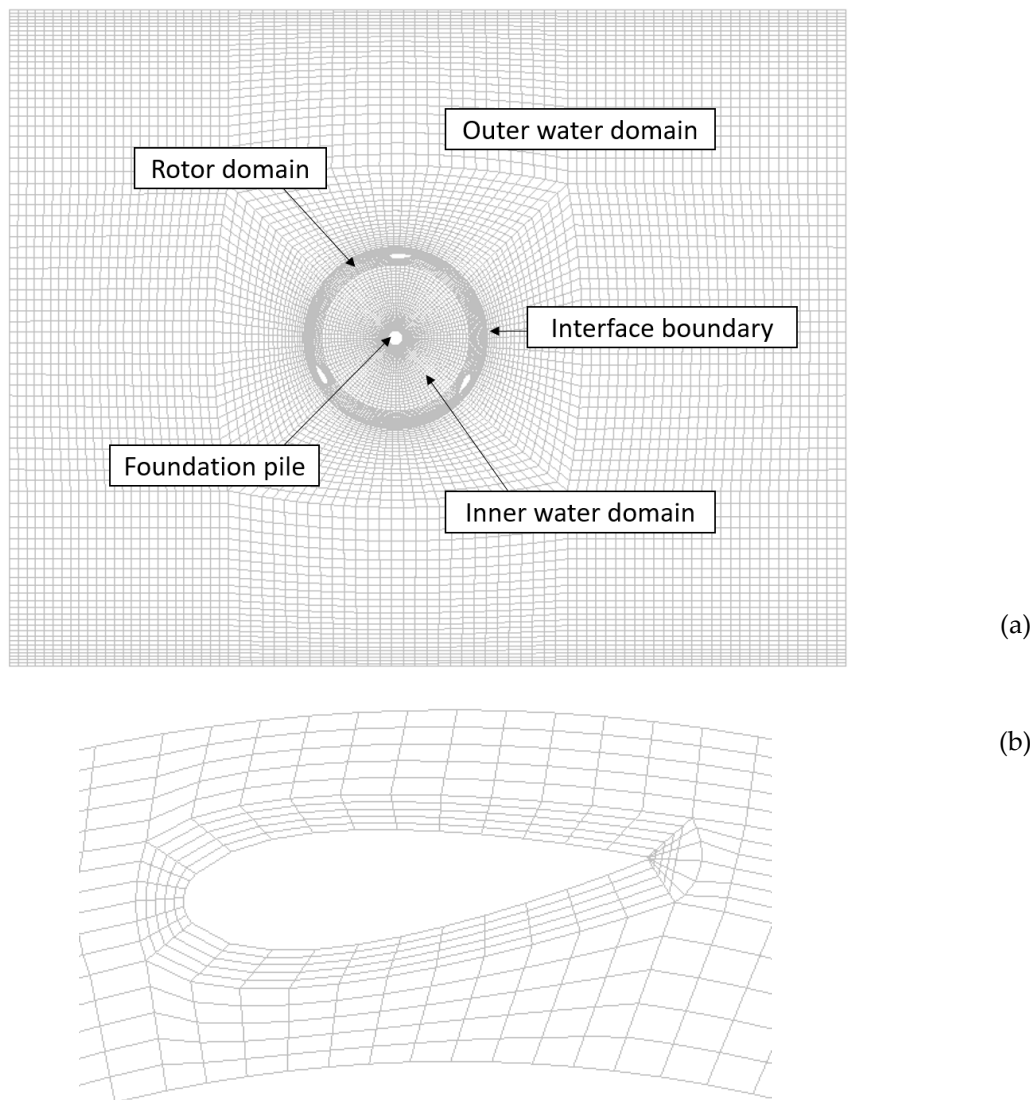 Outer water domain
Rotor domain
Interface boundary
Foundation pile
Inner water domain
(a)
(b)